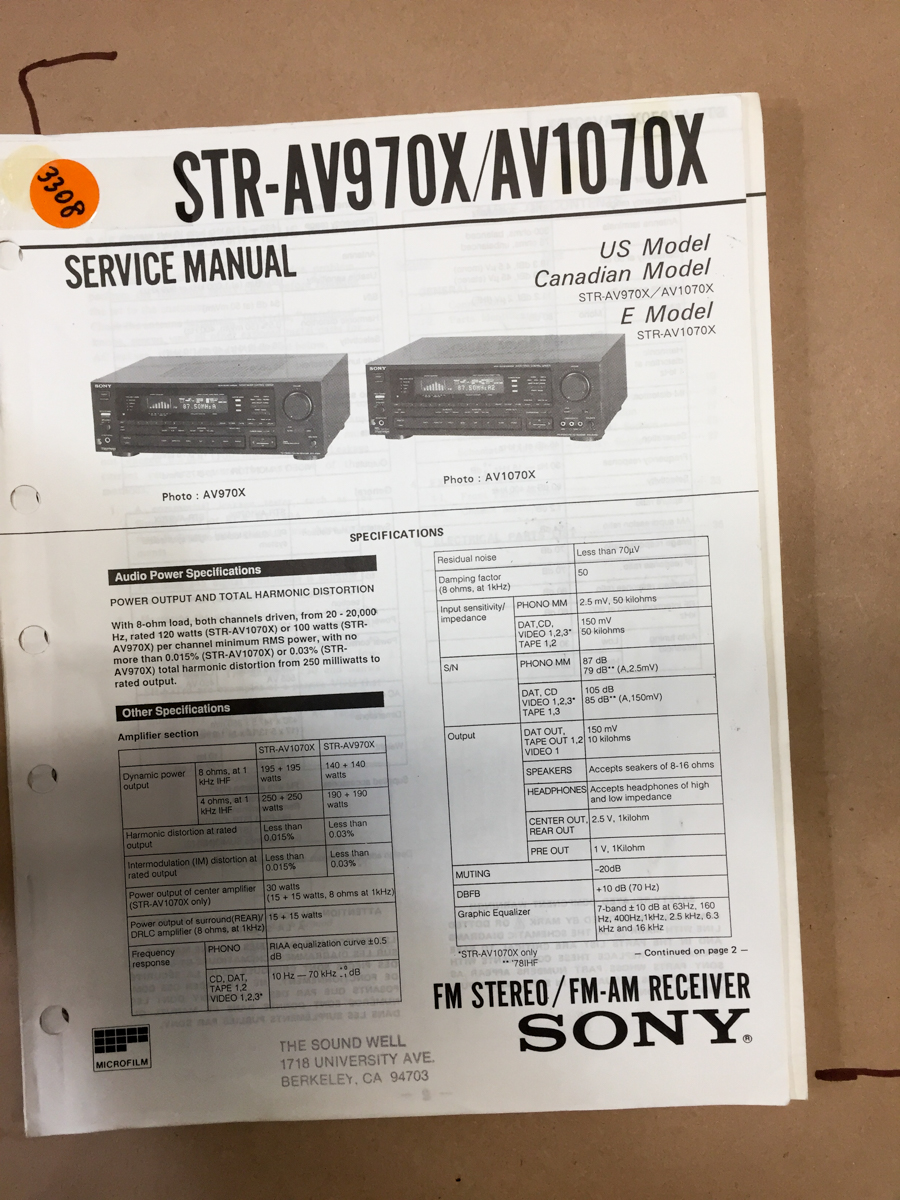 3308
STR-AV970X/AV1070X
SERVICE MANUAL
US Model
Canadian Model
STR-AV970X/AV1070X
E Model
STR-AV1070X
SONY
87.50MHz
SONY
87.50MHz
Photo : AV970X
Photo : AV1070X
SPECIFICATIONS
Audio Power Specifications
POWER OUTPUT AND TOTAL HARMONIC DISTORTION
With 8-ohm load, both channels driven, from 20 - 20,000
Hz, rated 120 watts (STR-AV1070X) or 100 watts (STR-
AV970X) per channel minimum RMS power, with no
more than 0.015% (STR-AV1070X) or 0.03% (STR-
AV970X) total harmonic distortion from 250 milliwatts to
rated output.
Other Specifications
Amplifier section
STR-AV1070X STR-AV970X
Dynamic power
output
8 ohms, at 1
kHz IHF
195 + 195
watts
140 + 140
watts
4 ohms, at 1
kHz IHF
250 + 250
watts
190 + 190
watts
Harmonic distortion at rated
output
Less than
0.015%
Less than
0.03%
Intermodulation (IM) distortion at
rated output
Less than
0.015%
Less than
0.03%
Power output of center amplifier
(STR-AV1070X only)
30 watts
(15 + 15 watts, 8 ohms at 1kHz)
Power output of surround(REAR)/
DRLC amplifier (8 ohms, at 1kHz)
15 + 15 watts
Frequency
response
PHONO
RIAA equalization curve ±0.5
dB
CD, DAT,
TAPE 1,2
VIDEO 1,2,3*
10 Hz — 70 kHz +0 -1 dB
Residual noise
Less than 70μV
Damping factor
(8 ohms, at 1kHz)
50
Input sensitivity/
impedance
PHONO MM
2.5 mV, 50 kilohms
DAT,CD,
VIDEO 1,2,3*
TAPE 1,2
150 mV
50 kilohms
S/N
PHONO MM
87 dB
79 dB** (A,2.5mV)
DAT, CD
VIDEO 1,2,3*
TAPE 1,3
105 dB
85 dB** (A,150mV)
Output
DAT OUT,
TAPE OUT 1,2
VIDEO 1
150 mV
10 kilohms
SPEAKERS
Accepts seakers of 8-16 ohms
HEADPHONES
Accepts headphones of high
and low impedance
CENTER OUT,
REAR OUT
2.5 V, 1kilohm
PRE OUT
1 V, 1Kilohm
MUTING
–20dB
DBFB
+10 dB (70 Hz)
Graphic Equalizer
7-band ±10 dB at 63Hz, 160
Hz, 400Hz,1kHz, 2.5 kHz, 6.3
kHz and 16 kHz
*STR-AV1070X only
** '78IHF
— Continued on page 2 —
FM STEREO/FM-AM RECEIVER
SONY®
MICROFILM
THE SOUND WELL
1718 UNIVERSITY AVE.
BERKELEY, CA 94703